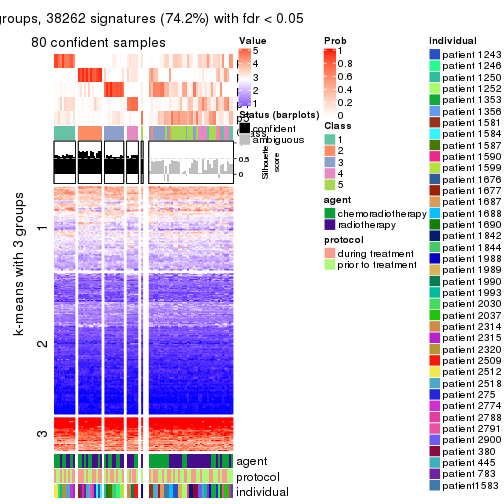 groups, 38262 signatures (74.2%) with fdr < 0.05
80 confident samples
k-means with 3 groups
1
2
3
agent
protocol
individual
Value
5
4
3
2
1
Status (barplots)
confident
ambiguous
0.5
0
Silhouette
score
Prob
1
0.8
0.6
0.4
0.2
0
Class
1
2
3
4
5
agent
chemoradiotherapy
radiotherapy
protocol
during treatment
prior to treatment
individual
patient 1243
patient 1246
patient 1250
patient 1252
patient 1353
patient 1356
patient 1581
patient 1584
patient 1587
patient 1590
patient 1599
patient 1676
patient 1677
patient 1687
patient 1688
patient 1690
patient 1842
patient 1844
patient 1988
patient 1989
patient 1990
patient 1993
patient 2030
patient 2037
patient 2314
patient 2315
patient 2320
patient 2509
patient 2512
patient 2518
patient 275
patient 2774
patient 2788
patient 2791
patient 2900
patient 380
patient 445
patient 783
patient1583